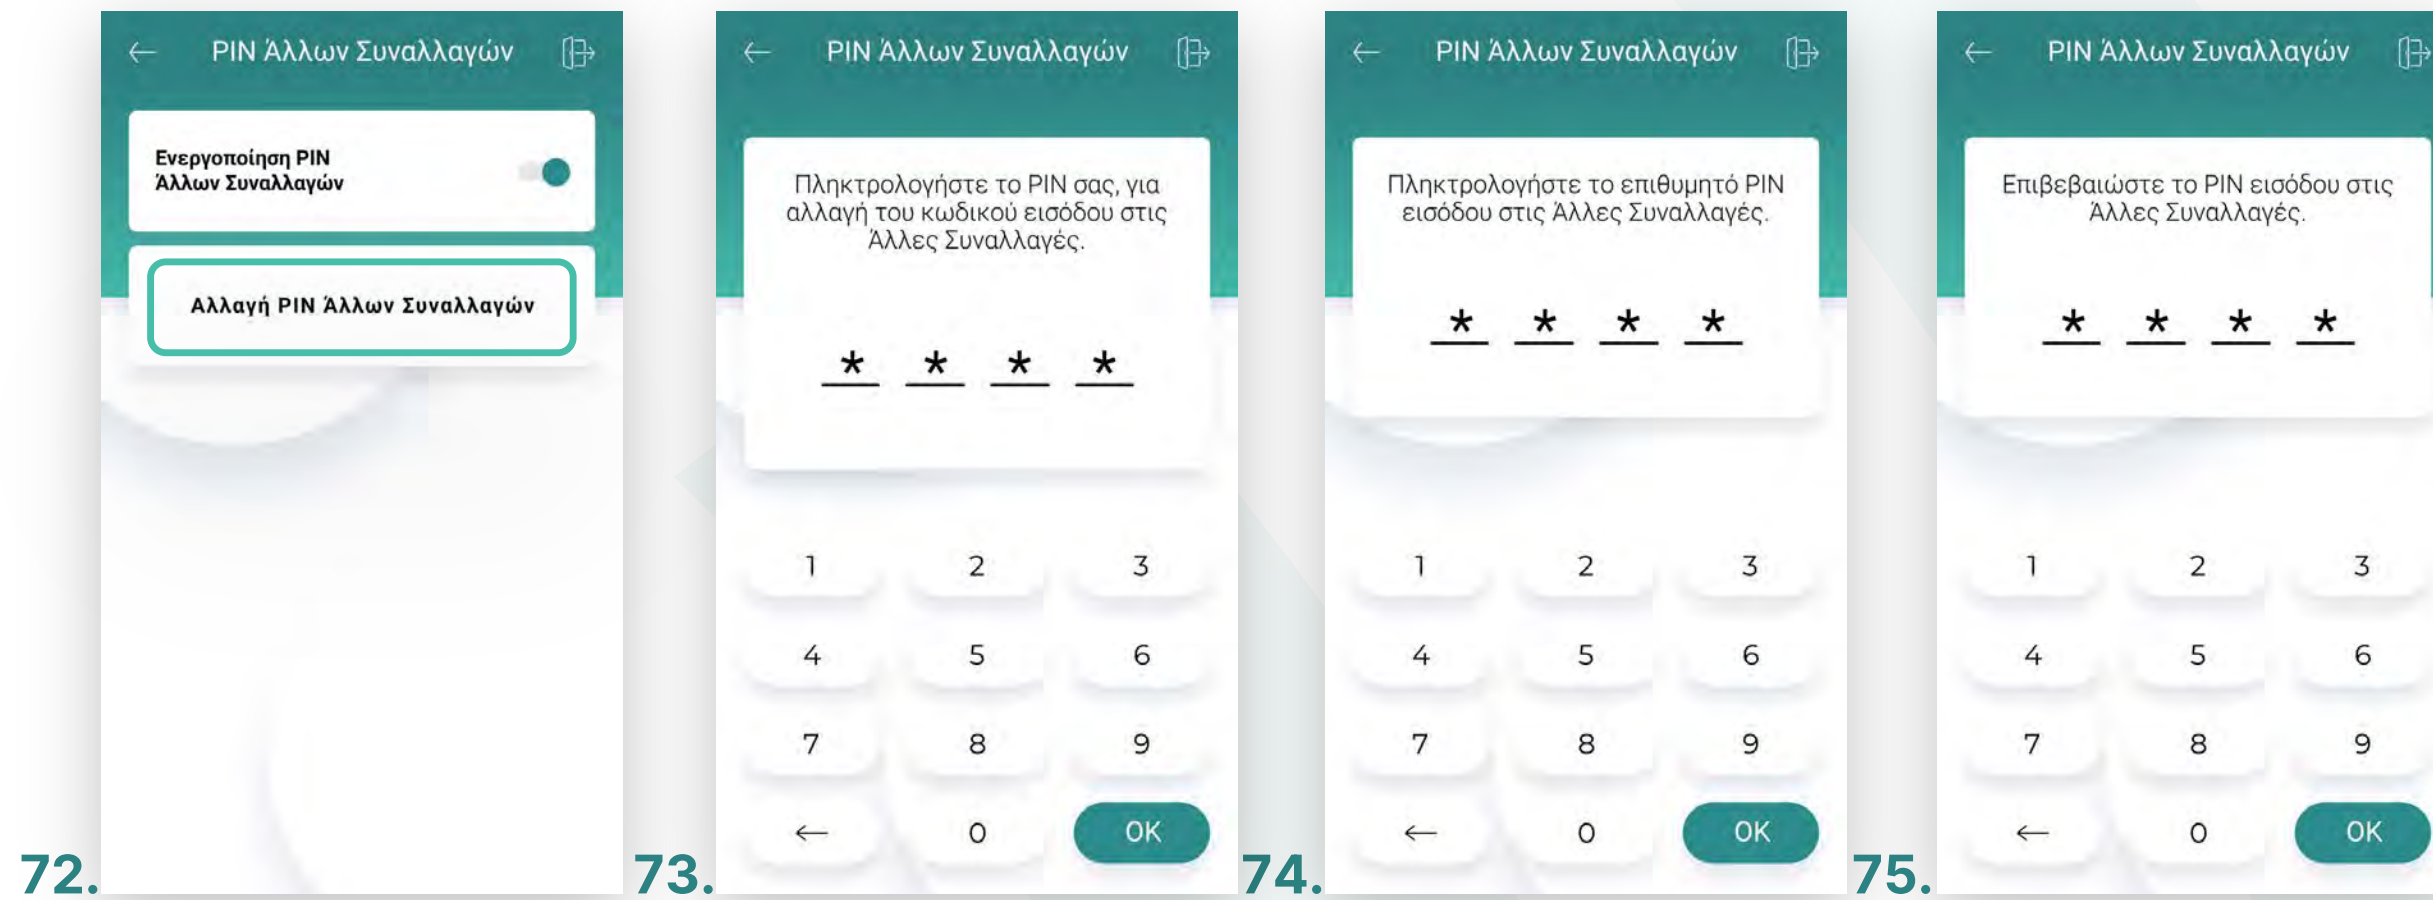 PIN Άλλων Συναλλαγών
Ενεργοποίηση PIN
Άλλων Συναλλαγών
Αλλαγή PIN Άλλων Συναλλαγών
72.
PIN Άλλων Συναλλαγών
Πληκτρολογήστε το PIN σας, για
αλλαγή του κωδικού εισόδου στις
Άλλες Συναλλαγές.
* * * *
1 2 3
4 5 6
7 8 9
← 0 OK
73.
PIN Άλλων Συναλλαγών
Πληκτρολογήστε το επιθυμητό PIN
εισόδου στις Άλλες Συναλλαγές.
* * * *
1 2 3
4 5 6
7 8 9
← 0 OK
74.
PIN Άλλων Συναλλαγών
Επιβεβαιώστε το PIN εισόδου στις
Άλλες Συναλλαγές.
* * * *
1 2 3
4 5 6
7 8 9
← 0 OK
75.